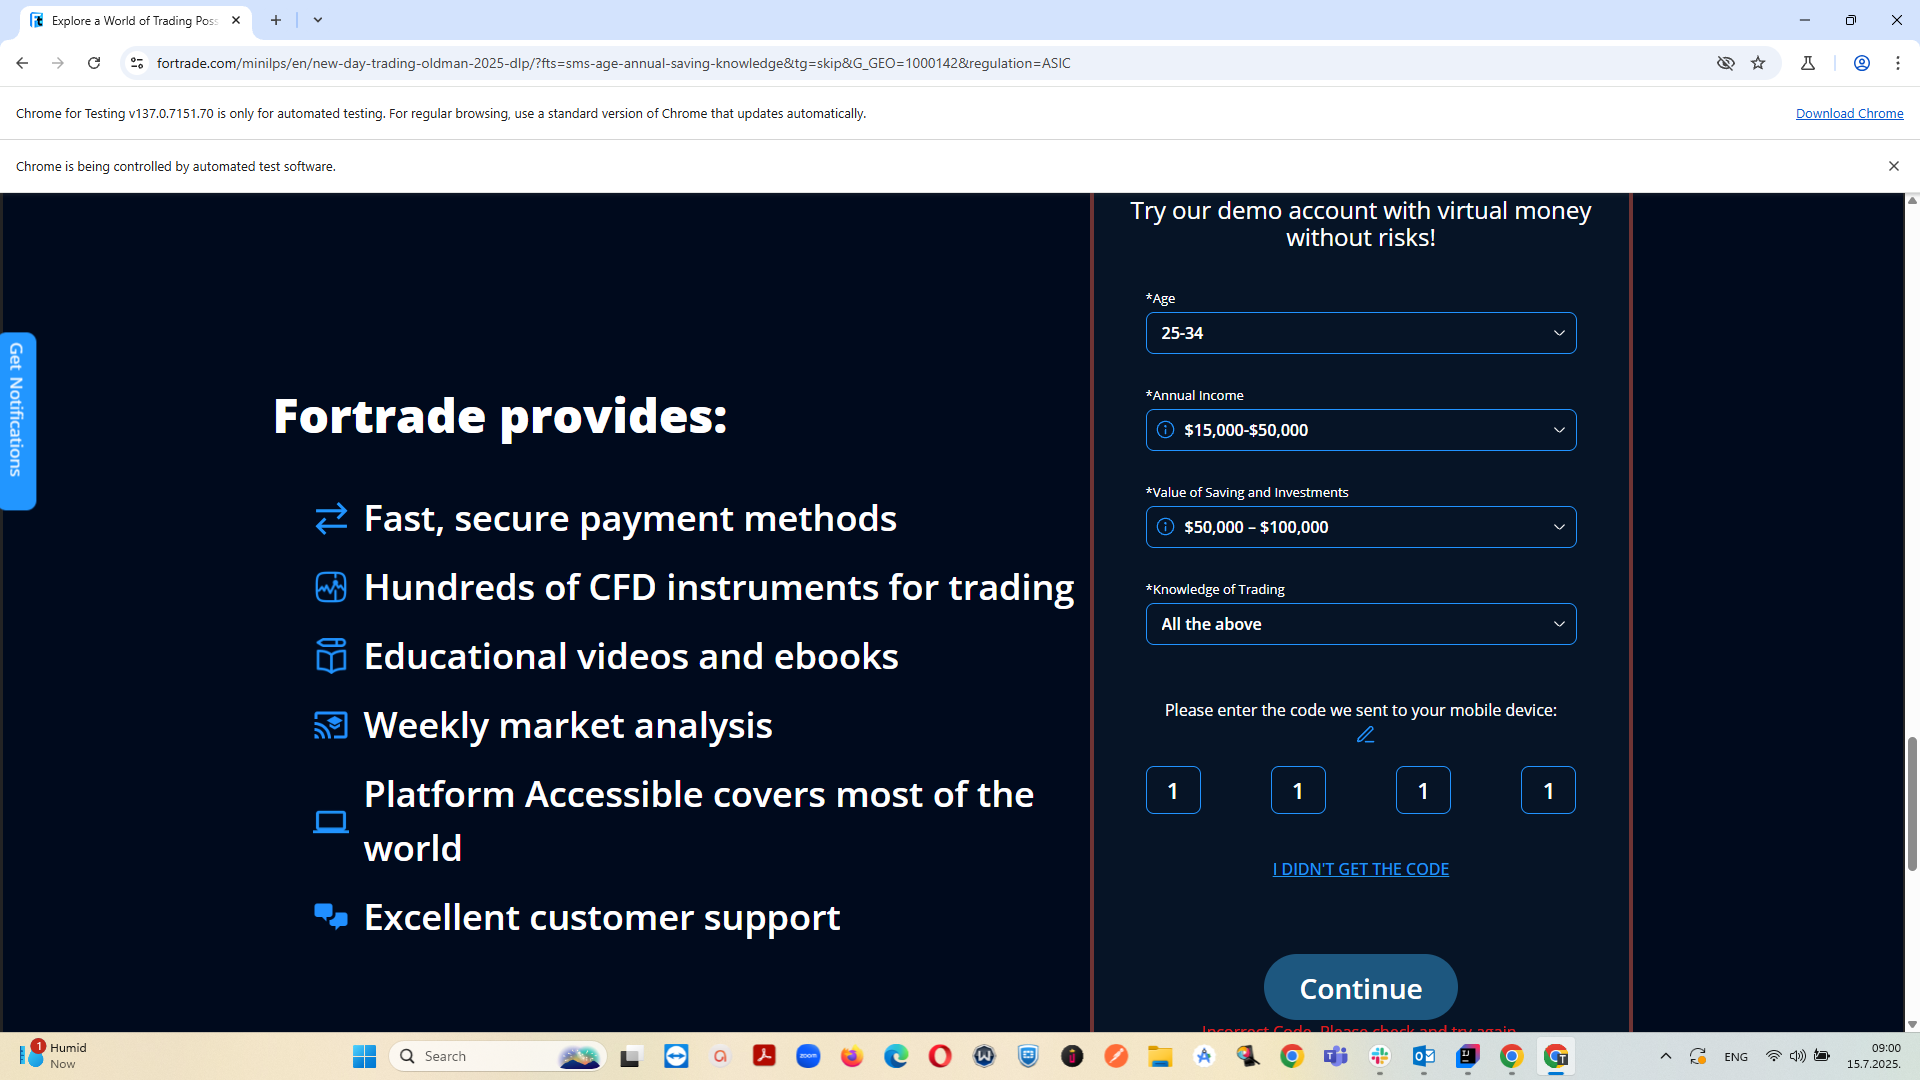 Explore a World of Trading Poss
fortrade.com/minilps/en/new-day-trading-oldman-2025-dlp/?fts=sms-age-annual-saving-knowledge&tg=skip&G_GEO=1000142&regulation=ASIC
Chrome for Testing v137.0.7151.70 is only for automated testing. For regular browsing, use a standard version of Chrome that updates automatically.
Download Chrome
Chrome is being controlled by automated test software.
Get Notifications
Fortrade provides:
Fast, secure payment methods
Hundreds of CFD instruments for trading
Educational videos and ebooks
Weekly market analysis
Platform Accessible covers most of the
world
Excellent customer support
Try our demo account with virtual money
without risks!
*Age
25-34
*Annual Income
$15,000-$50,000
*Value of Saving and Investments
$50,000 – $100,000
*Knowledge of Trading
All the above
Please enter the code we sent to your mobile device:
1 1 1 1
I DIDN'T GET THE CODE
Continue
Incorrect Code. Please check and try again
1
Humid
Now
Search
zoom
ENG
09:00
15.7.2025.